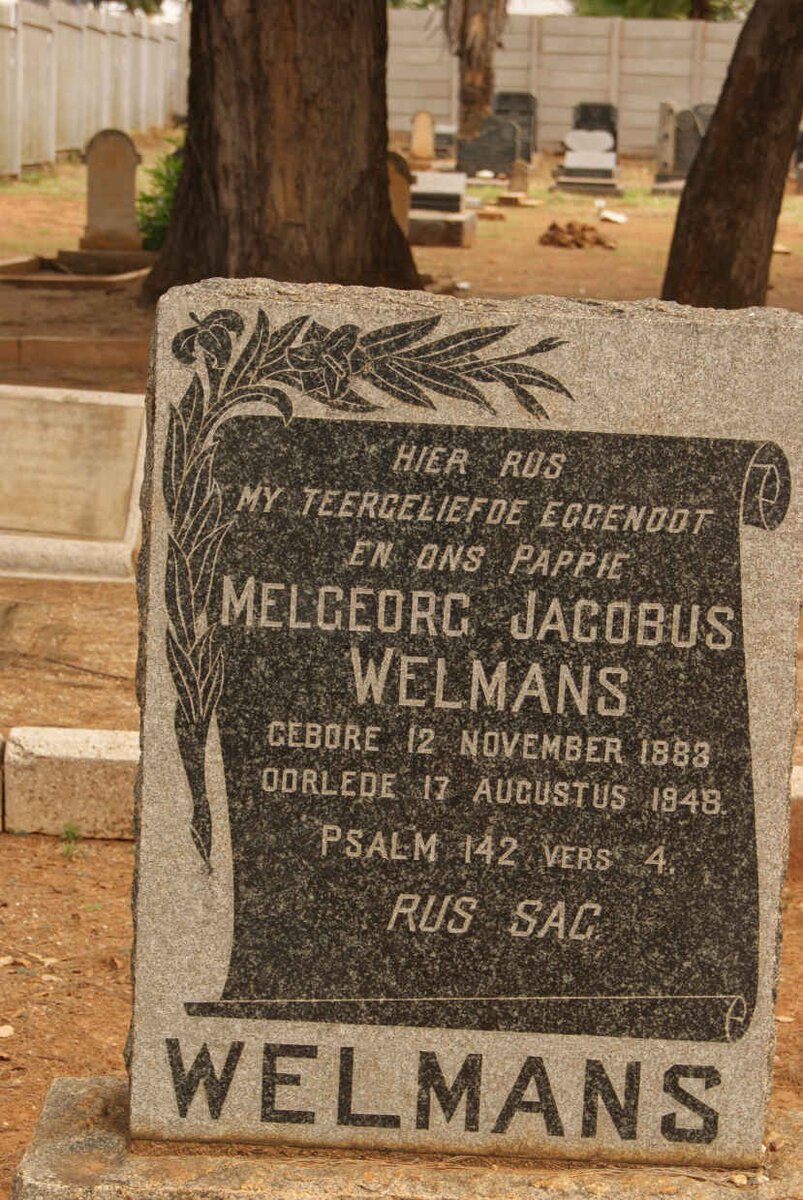 HIER RUS
MY TEERGELIEFDE EGGENOOT
EN ONS PAPPIE
MELGEORG JACOBUS
WELMANS
GEBORE 12 NOVEMBER 1883
OORLEDE 17 AUGUSTUS 1948.
PSALM 142 VERS 4.
RUS SAG.
WELMANS